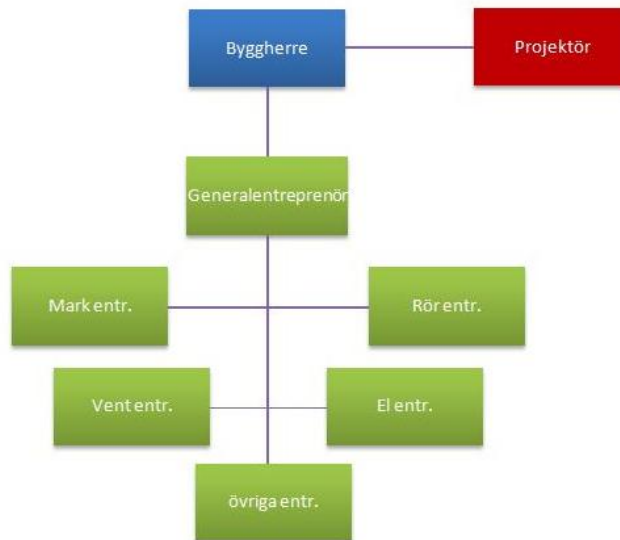 Byggherre
Projektör
Generalentreprenör
Mark entr.
Rör entr.
Vent entr.
El entr.
övriga entr.